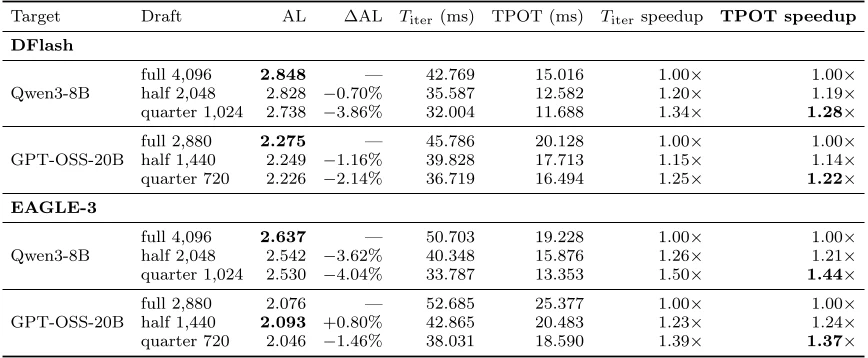 Target Draft AL ΔAL T_iter (ms) TPOT (ms) T_iter speedup TPOT speedup
DFlash
full 4,096 2.848 — 42.769 15.016 1.00× 1.00×
Qwen3-8B half 2,048 2.828 −0.70% 35.587 12.582 1.20× 1.19×
quarter 1,024 2.738 −3.86% 32.004 11.688 1.34× 1.28×
full 2,880 2.275 — 45.786 20.128 1.00× 1.00×
GPT-OSS-20B half 1,440 2.249 −1.16% 39.828 17.713 1.15× 1.14×
quarter 720 2.226 −2.14% 36.719 16.494 1.25× 1.22×
EAGLE-3
full 4,096 2.637 — 50.703 19.228 1.00× 1.00×
Qwen3-8B half 2,048 2.542 −3.62% 40.348 15.876 1.26× 1.21×
quarter 1,024 2.530 −4.04% 33.787 13.353 1.50× 1.44×
full 2,880 2.076 — 52.685 25.377 1.00× 1.00×
GPT-OSS-20B half 1,440 2.093 +0.80% 42.865 20.483 1.23× 1.24×
quarter 720 2.046 −1.46% 38.031 18.590 1.39× 1.37×